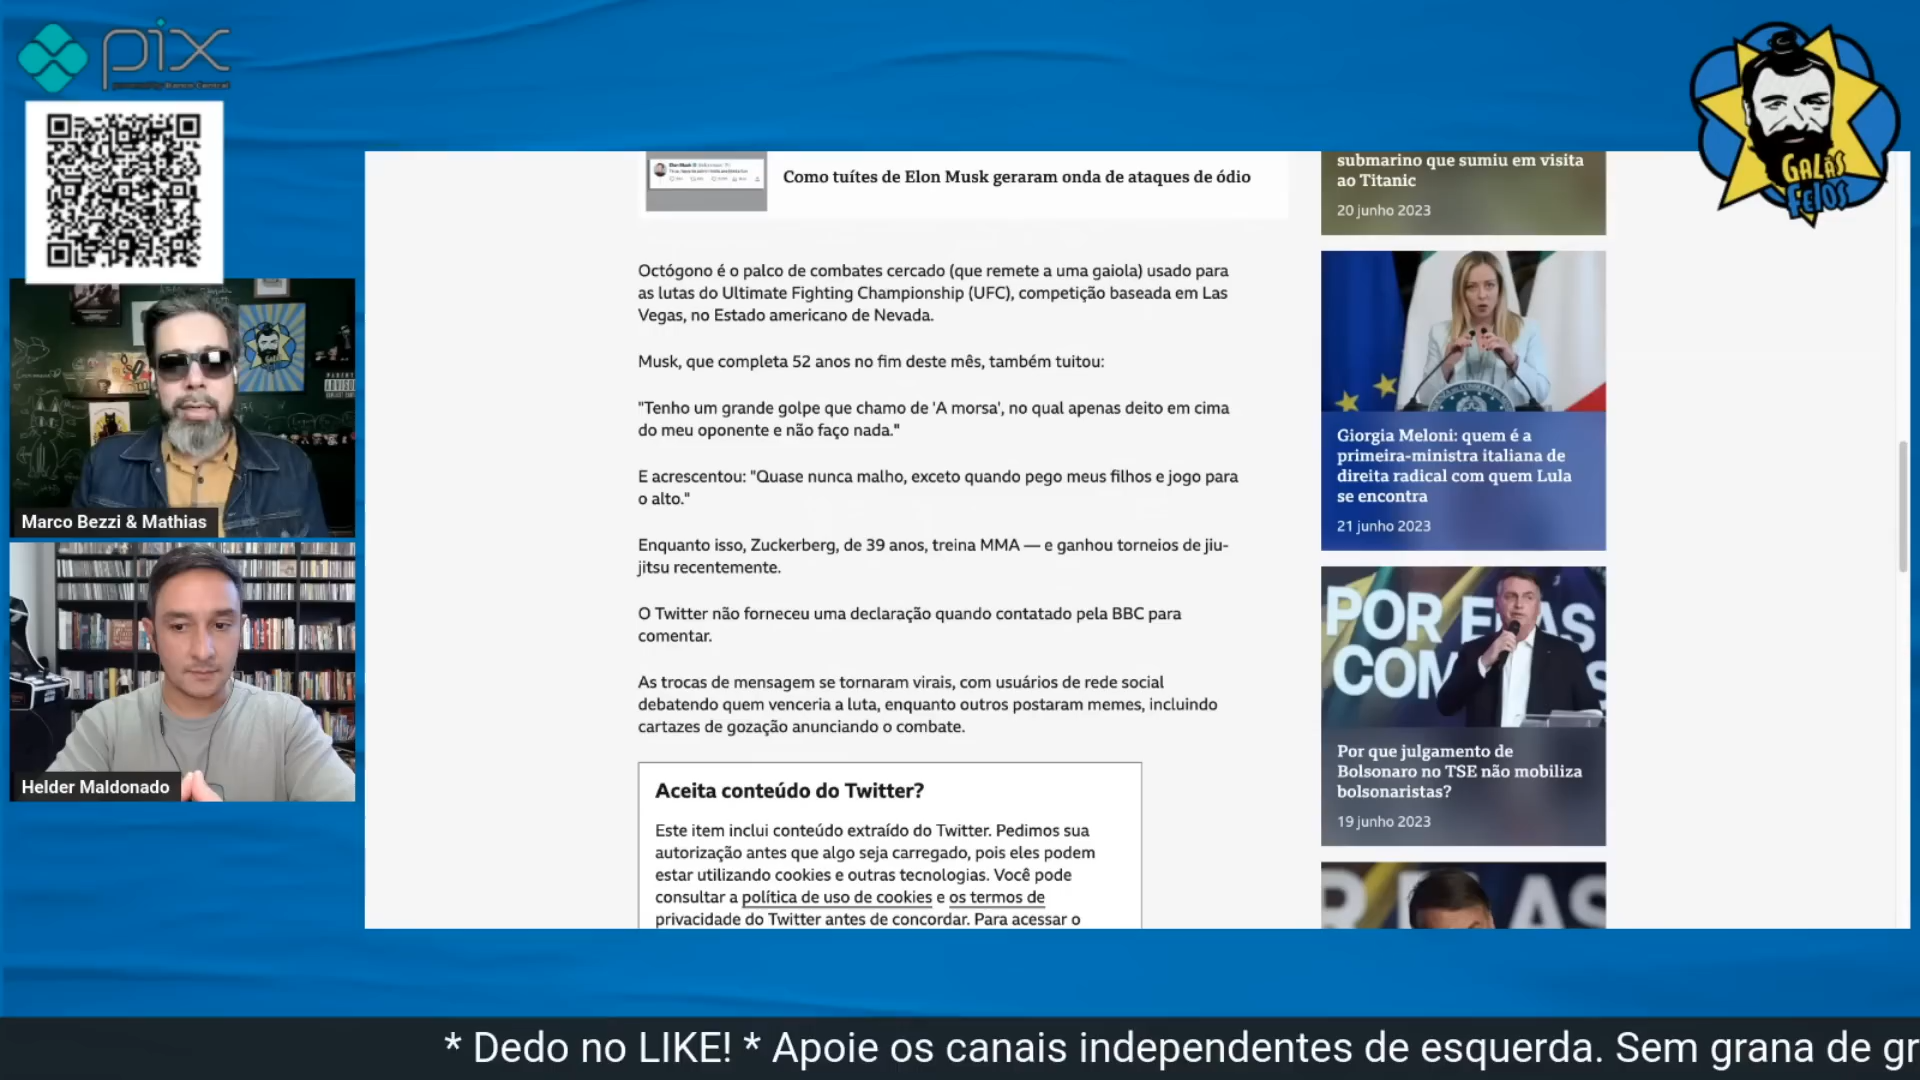 pix
powered by Banco Central
GALÃS
FEIOS
Como tuítes de Elon Musk geraram onda de ataques de ódio
Octógono é o palco de combates cercado (que remete a uma gaiola) usado para
as lutas do Ultimate Fighting Championship (UFC), competição baseada em Las
Vegas, no Estado americano de Nevada.
Musk, que completa 52 anos no fim deste mês, também tuitou:
"Tenho um grande golpe que chamo de 'A morsa', no qual apenas deito em cima
do meu oponente e não faço nada."
E acrescentou: "Quase nunca malho, exceto quando pego meus filhos e jogo para
o alto."
Enquanto isso, Zuckerberg, de 39 anos, treina MMA — e ganhou torneios de jiu-
jitsu recentemente.
O Twitter não forneceu uma declaração quando contatado pela BBC para
comentar.
As trocas de mensagem se tornaram virais, com usuários de rede social
debatendo quem venceria a luta, enquanto outros postaram memes, incluindo
cartazes de gozação anunciando o combate.
Aceita conteúdo do Twitter?
Este item inclui conteúdo extraído do Twitter. Pedimos sua
autorização antes que algo seja carregado, pois eles podem
estar utilizando cookies e outras tecnologias. Você pode
consultar a política de uso de cookies e os termos de
privacidade do Twitter antes de concordar. Para acessar o
submarino que sumiu em visita
ao Titanic
20 junho 2023
Giorgia Meloni: quem é a
primeira-ministra italiana de
direita radical com quem Lula
se encontra
21 junho 2023
POR ELAS
COM
Por que julgamento de
Bolsonaro no TSE não mobiliza
bolsonaristas?
19 junho 2023
Marco Bezzi & Mathias
Helder Maldonado
* Dedo no LIKE! * Apoie os canais independentes de esquerda. Sem grana de gr